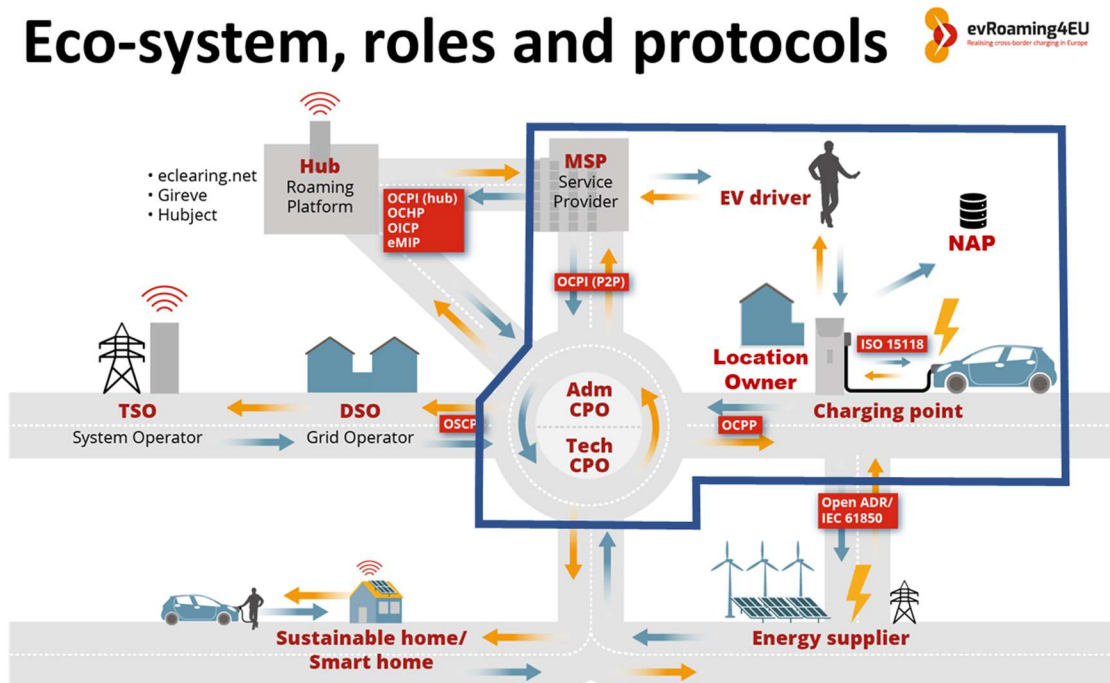 Eco-system, roles and protocols
evRoaming4EU
Realising cross-border charging in Europe
• eclearing.net
• Gireve
• Hubject
Hub
Roaming
Platform
OCPI (hub)
OCHP
OICP
eMIP
MSP
Service
Provider
EV driver
NAP
OCPI (P2P)
ISO 15118
Location
Owner
Charging point
TSO
System Operator
DSO
Grid Operator
OSCP
Adm
CPO
Tech
CPO
OCPP
Open ADR/
IEC 61850
Sustainable home/
Smart home
Energy supplier